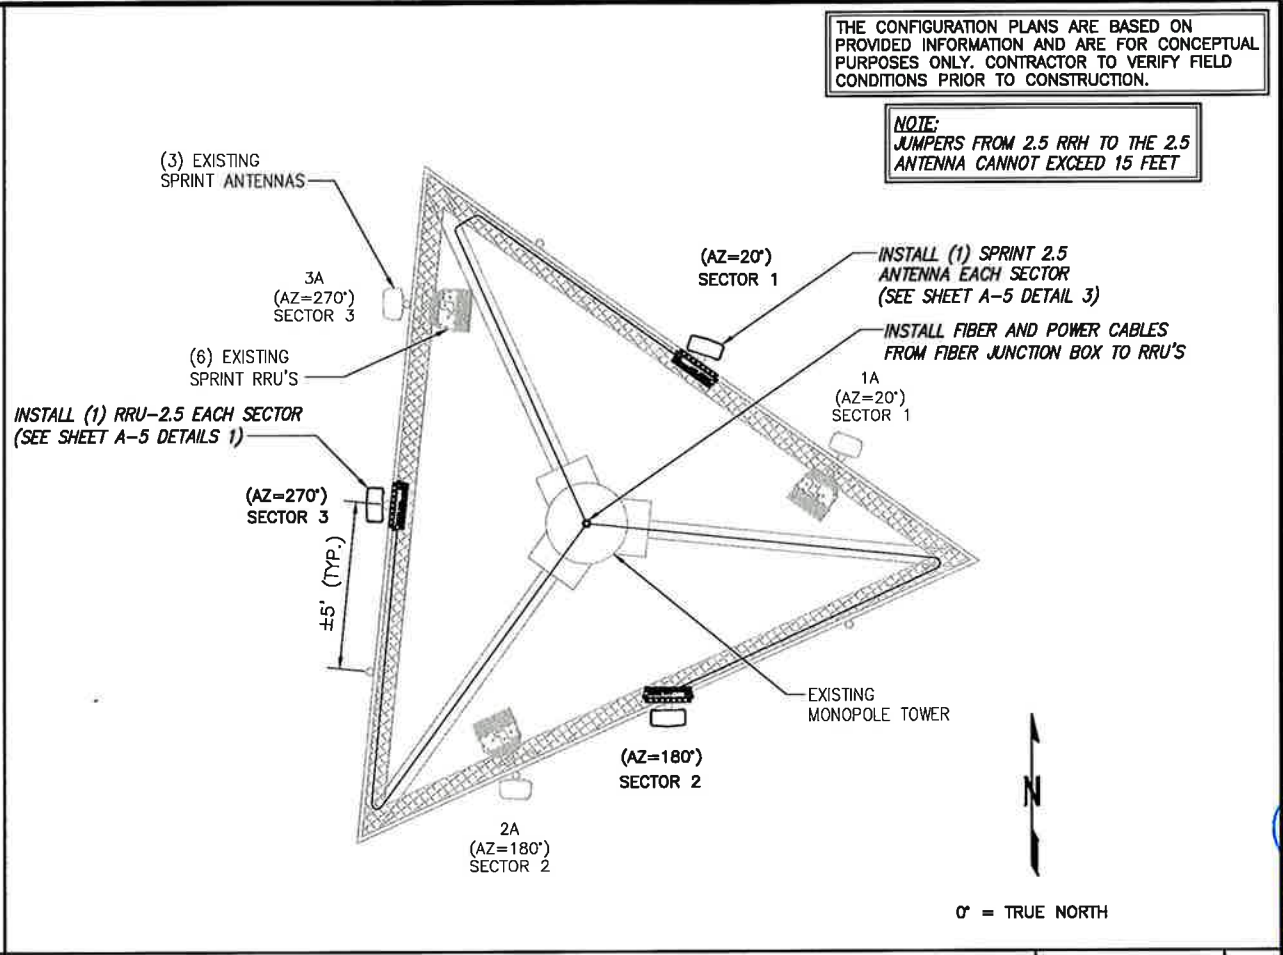 THE CONFIGURATION PLANS ARE BASED ON
PROVIDED INFORMATION AND ARE FOR CONCEPTUAL
PURPOSES ONLY. CONTRACTOR TO VERIFY FIELD
CONDITIONS PRIOR TO CONSTRUCTION.
NOTE:
JUMPERS FROM 2.5 RRH TO THE 2.5
ANTENNA CANNOT EXCEED 15 FEET
(3) EXISTING
SPRINT ANTENNAS
3A
(AZ=270°)
SECTOR 3
(6) EXISTING
SPRINT RRU'S
INSTALL (1) RRU-2.5 EACH SECTOR
(SEE SHEET A-5 DETAILS 1)
(AZ=270°)
SECTOR 3
±5' (TYP.)
(AZ=20°)
SECTOR 1
INSTALL (1) SPRINT 2.5
ANTENNA EACH SECTOR
(SEE SHEET A-5 DETAIL 3)
INSTALL FIBER AND POWER CABLES
FROM FIBER JUNCTION BOX TO RRU'S
1A
(AZ=20°)
SECTOR 1
EXISTING
MONOPOLE TOWER
(AZ=180°)
SECTOR 2
2A
(AZ=180°)
SECTOR 2
N
0° = TRUE NORTH